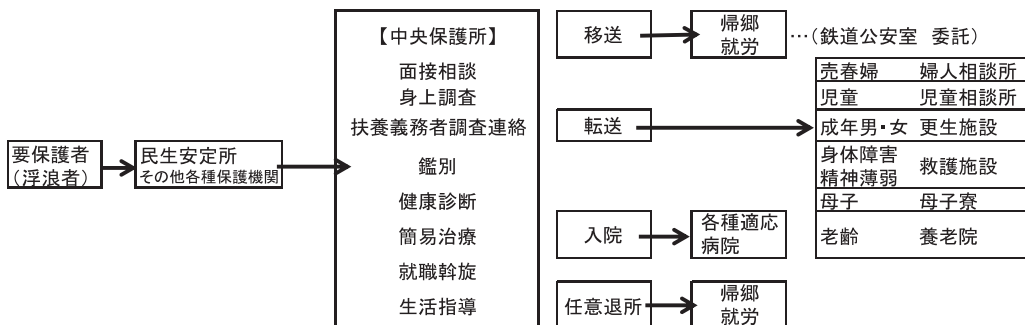 要保護者
(浮浪者)
民生安定所
その他各種保護機関
【中央保護所】
面接相談
身上調査
扶養義務者調査連絡
鑑別
健康診断
簡易治療
就職斡旋
生活指導
移送
帰郷
就労
…(鉄道公安室 委託)
転送
売春婦 婦人相談所
児童 児童相談所
成年男・女 更生施設
身体障害
精神薄弱
救護施設
母子 母子寮
老齢 養老院
入院
各種適応
病院
任意退所
帰郷
就労